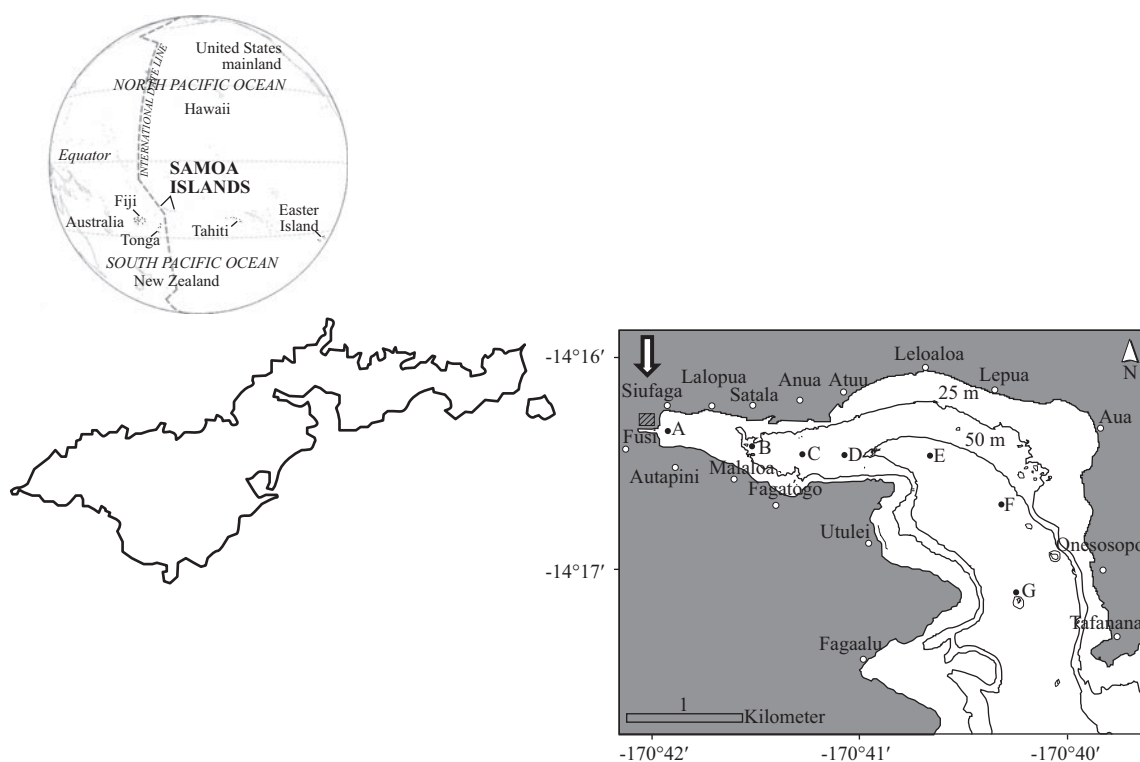 United States
mainland
NORTH PACIFIC OCEAN
INTERNATIONAL DATE LINE
Hawaii
Equator
SAMOA
ISLANDS
Fiji
Australia
Tonga
Tahiti
Easter
Island
SOUTH PACIFIC OCEAN
New Zealand
-14°16′
-14°17′
N
Leloaloa
Siufaga
Lalopua
Satala
Anua
Atuu
Lepua
25 m
Aua
50 m
Fusi
A
B
C
D
E
Autapini
Malaloa
Fagatogo
F
Utulei
Onesosopo
G
Tafanana
Fagaalu
1
Kilometer
-170°42′
-170°41′
-170°40′